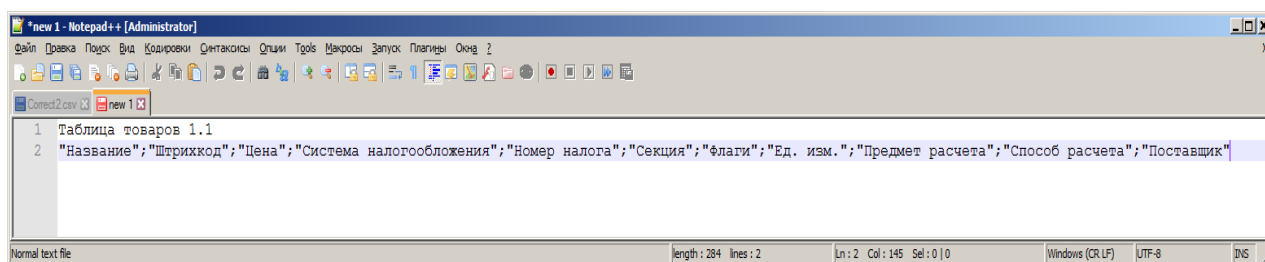 *new 1 - Notepad++ [Administrator]
Файл Правка Поиск Вид Кодировки Синтаксисы Опции Tools Макросы Запуск Плагины Окна ?
Correct2.csv new 1
1 Таблица товаров 1.1
2 "Название";"Штрихкод";"Цена";"Система налогообложения";"Номер налога";"Секция";"Флаги";"Ед. изм.";"Предмет расчета";"Способ расчета";"Поставщик"
Normal text file length : 284 lines : 2 Ln : 2 Col : 145 Sel : 0 | 0 Windows (CR LF) UTF-8 INS